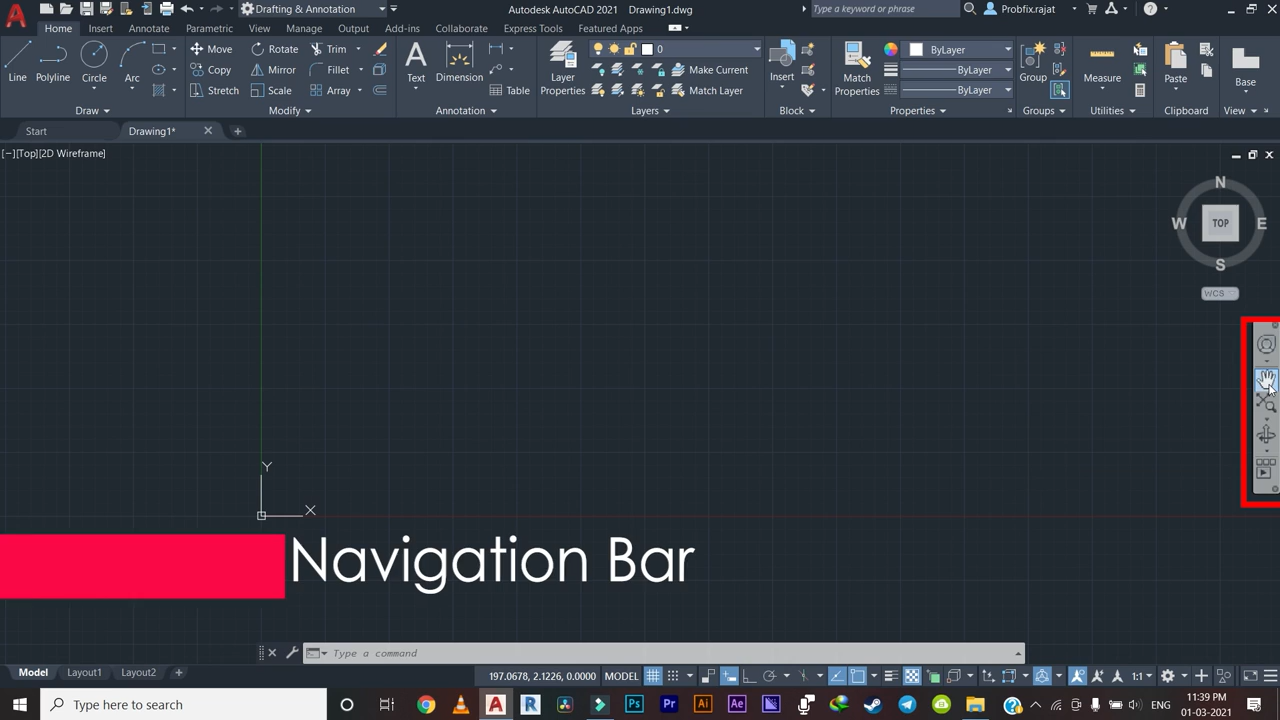 Drafting & Annotation
Autodesk AutoCAD 2021 Drawing1.dwg
Type a keyword or phrase
Probfix.rajat
Home Insert Annotate Parametric View Manage Output Add-ins Collaborate Express Tools Featured Apps
Line Polyline Circle Arc
Move Rotate Trim
Copy Mirror Fillet
Stretch Scale Array
Text Dimension Table
Layer Properties
0
Make Current
Match Layer
Insert
Match Properties
ByLayer
ByLayer
ByLayer
Group
Measure
Paste
Base
Draw Modify Annotation Layers Block Properties Groups Utilities Clipboard View
Start Drawing1*
[−][Top][2D Wireframe]
N
W TOP E
S
WCS
Y
X
Navigation Bar
Type a command
Model Layout1 Layout2
197.0678, 2.1226, 0.0000 MODEL
1:1
Type here to search
Ps Pr Ai Ae
ENG
11:39 PM
01-03-2021